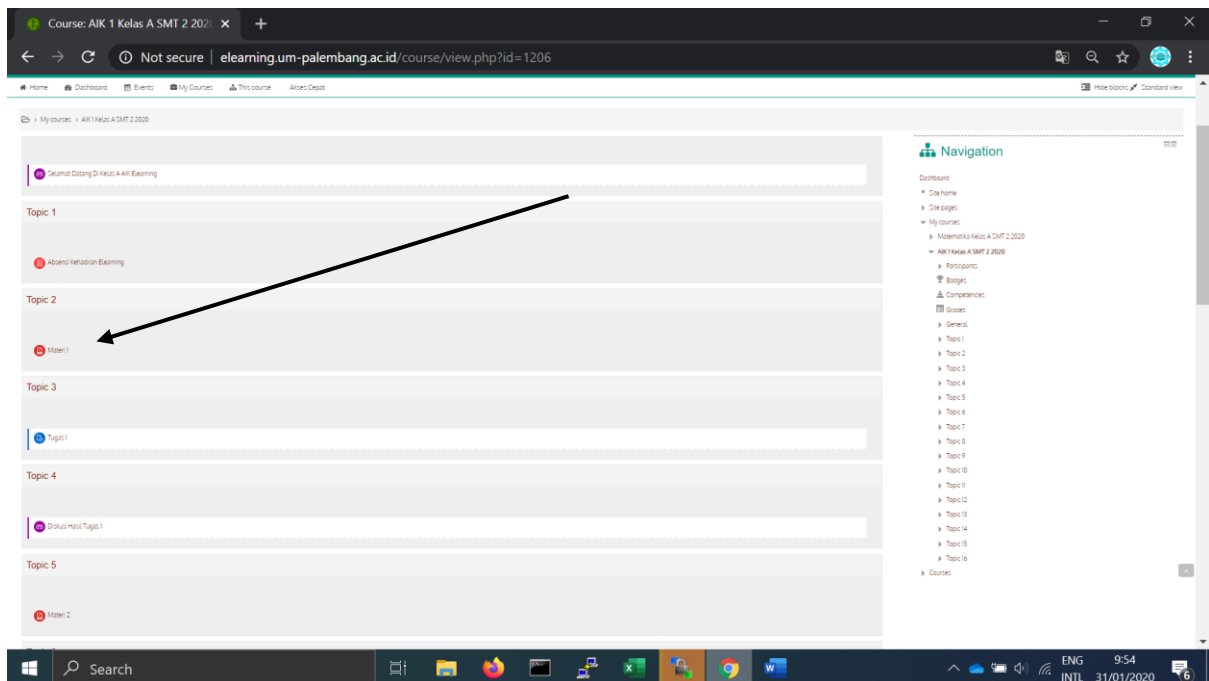 Course: AIK 1 Kelas A SMT 2 202
Not secure | elearning.um-palembang.ac.id/course/view.php?id=1206
Home Dashboard Events My Courses This course Akses Cepat
Hide blocks Standard view
My courses > AIK 1 Kelas A SMT 2 2020
Selamat Datang Di Kelas A AIK Elearning
Topic 1
Absensi Kehadiran Elearning
Topic 2
Materi 1
Topic 3
Tugas 1
Topic 4
Diskusi Hasil Tugas 1
Topic 5
Materi 2
Navigation
Dashboard
Site home
Site pages
My courses
Matematika Kelas A SMT 2 2020
AIK 1 Kelas A SMT 2 2020
Participants
Badges
Competencies
Grades
General
Topic 1
Topic 2
Topic 3
Topic 4
Topic 5
Topic 6
Topic 7
Topic 8
Topic 9
Topic 10
Topic 11
Topic 12
Topic 13
Topic 14
Topic 15
Topic 16
Courses
Search
ENG
INTL
9:54
31/01/2020
6